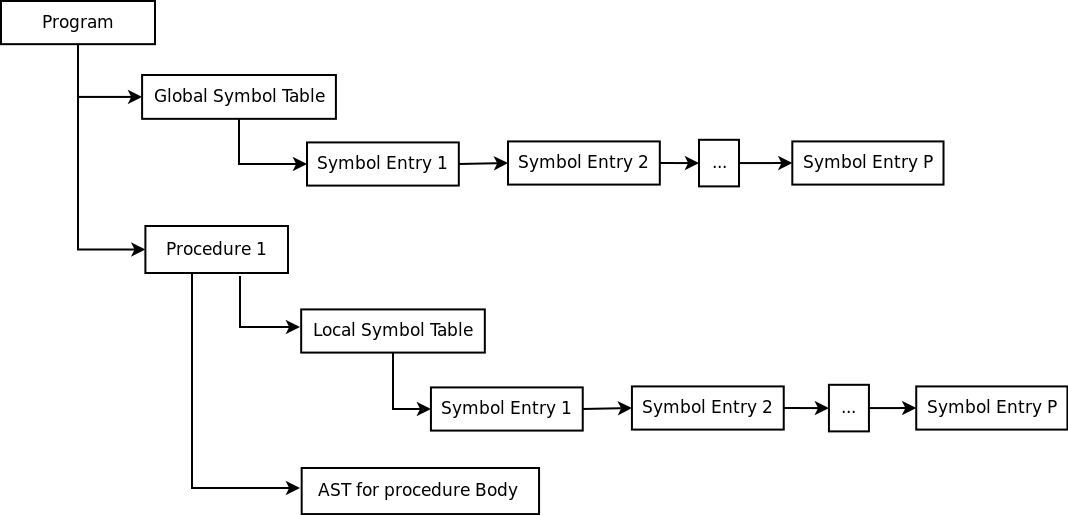 Program
Global Symbol Table
Symbol Entry 1
Symbol Entry 2
...
Symbol Entry P
Procedure 1
Local Symbol Table
Symbol Entry 1
Symbol Entry 2
...
Symbol Entry P
AST for procedure Body